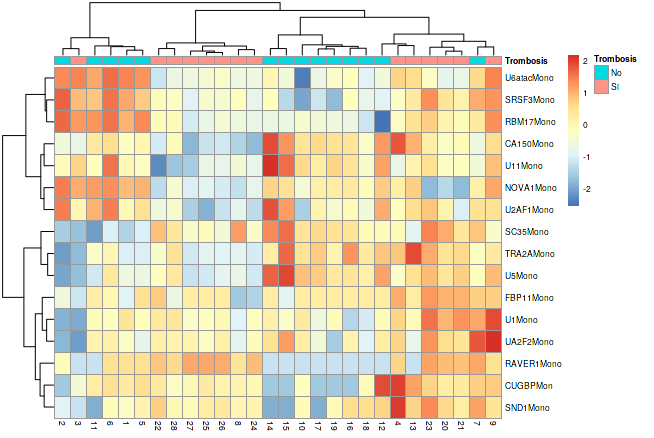 Trombosis
U6atacMono
SRSF3Mono
RBM17Mono
CA150Mono
U11Mono
NOVA1Mono
U2AF1Mono
SC35Mono
TRA2AMono
U5Mono
FBP11Mono
U1Mono
UA2F2Mono
RAVER1Mono
CUGBPMon
SND1Mono
2 3 11 6 1 5 22 28 27 25 26 8 24 14 15 10 17 19 16 18 12 4 13 23 20 21 7 9
2
1
0
-1
-2
Trombosis
No
SI